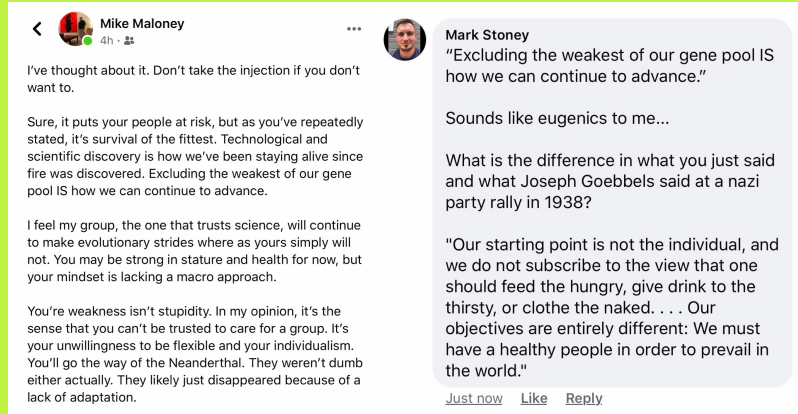 Mike Maloney
4h ·
I've thought about it. Don't take the injection if you don't
want to.
Sure, it puts your people at risk, but as you've repeatedly
stated, it's survival of the fittest. Technological and
scientific discovery is how we've been staying alive since
fire was discovered. Excluding the weakest of our gene
pool IS how we can continue to advance.
I feel my group, the one that trusts science, will continue
to make evolutionary strides where as yours simply will
not. You may be strong in stature and health for now, but
your mindset is lacking a macro approach.
You're weakness isn't stupidity. In my opinion, it's the
sense that you can't be trusted to care for a group. It's
your unwillingness to be flexible and your individualism.
You'll go the way of the Neanderthal. They weren't dumb
either actually. They likely just disappeared because of a
lack of adaptation.
Mark Stoney
“Excluding the weakest of our gene pool IS
how we can continue to advance.”
Sounds like eugenics to me...
What is the difference in what you just said
and what Joseph Goebbels said at a nazi
party rally in 1938?
"Our starting point is not the individual, and
we do not subscribe to the view that one
should feed the hungry, give drink to the
thirsty, or clothe the naked. . . . Our
objectives are entirely different: We must
have a healthy people in order to prevail in
the world."
Just now Like Reply